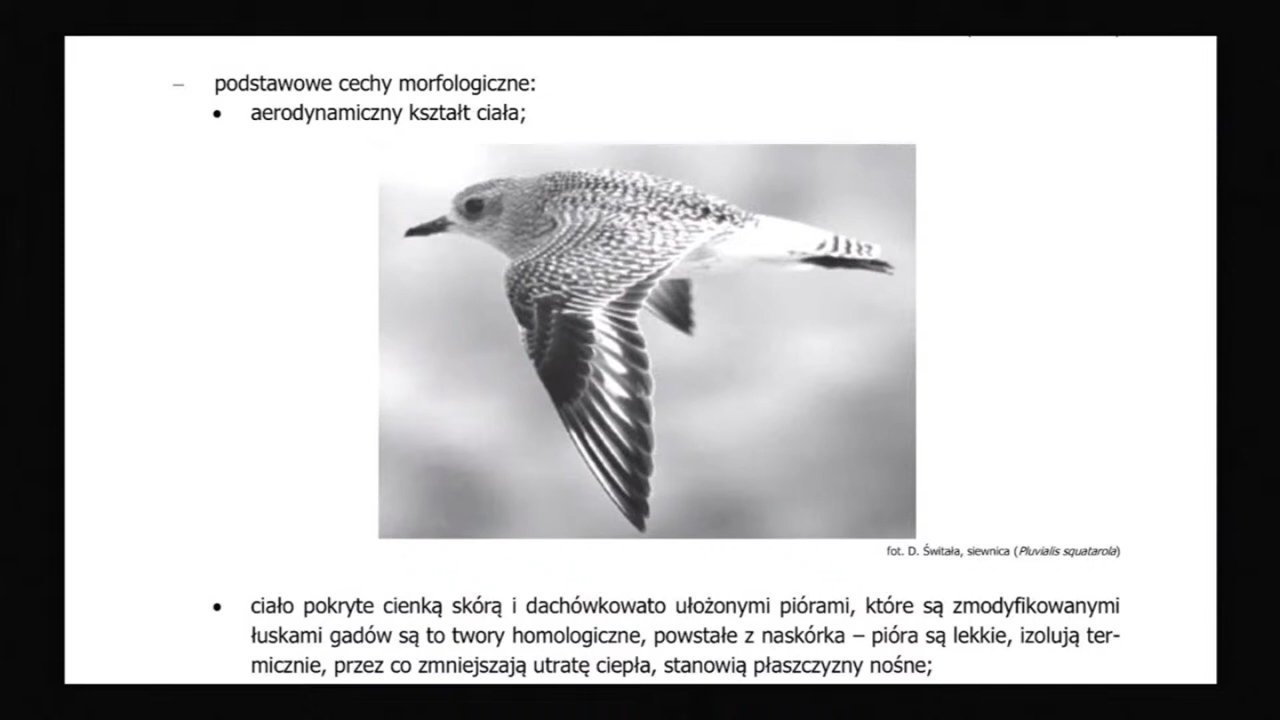 – podstawowe cechy morfologiczne:
• aerodynamiczny kształt ciała;
fot. D. Świtała, siewnica (Pluvialis squatarola)
• ciało pokryte cienką skórą i dachówkowato ułożonymi piórami, które są zmodyfikowanymi
łuskami gadów są to twory homologiczne, powstałe z naskórka – pióra są lekkie, izolują ter-
micznie, przez co zmniejszają utratę ciepła, stanowią płaszczyzny nośne;